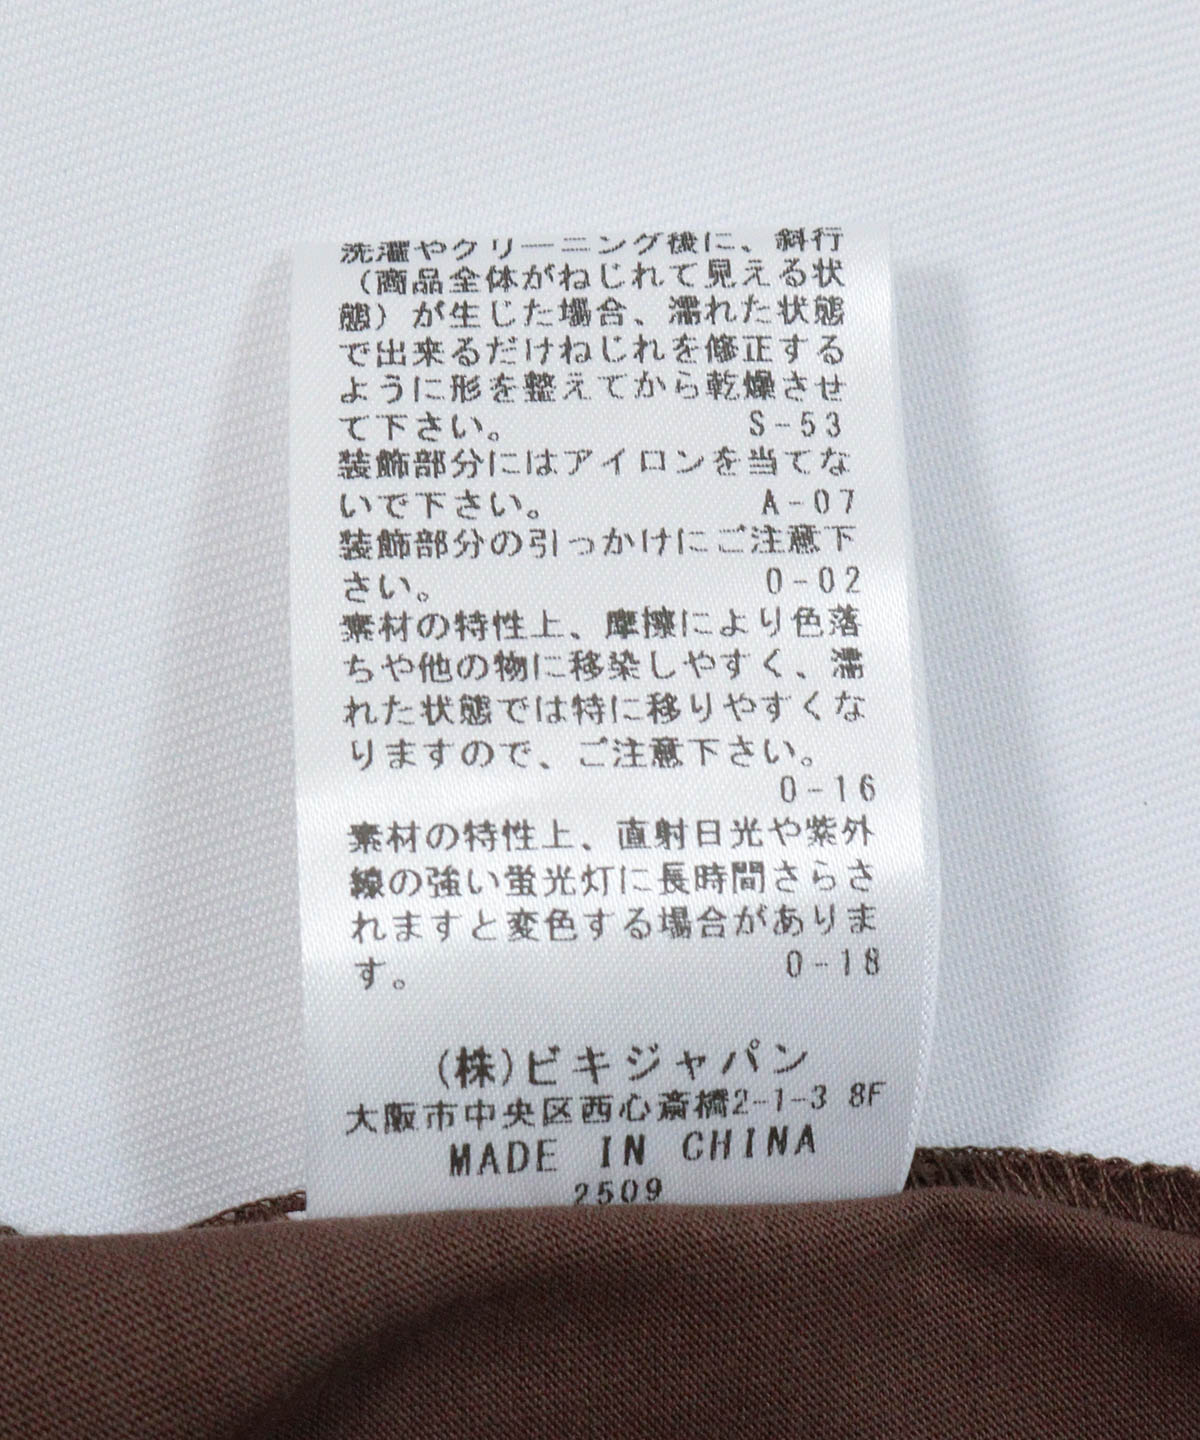 洗濯やクリーニング後に、斜行
（商品全体がねじれて見える状
態）が生じた場合、濡れた状態
で出来るだけねじれを修正する
ように形を整えてから乾燥させ
て下さい。 S-53
装飾部分にはアイロンを当てな
いで下さい。 A-07
装飾部分の引っかけにご注意下
さい。 O-02
素材の特性上、摩擦により色落
ちや他の物に移染しやすく、濡
れた状態では特に移りやすくな
りますので、ご注意下さい。
O-16
素材の特性上、直射日光や紫外
線の強い蛍光灯に長時間さらさ
れますと変色する場合がありま
す。 O-18
(株)ビキジャパン
大阪市中央区西心斎橋2-1-3 8F
MADE IN CHINA
2509